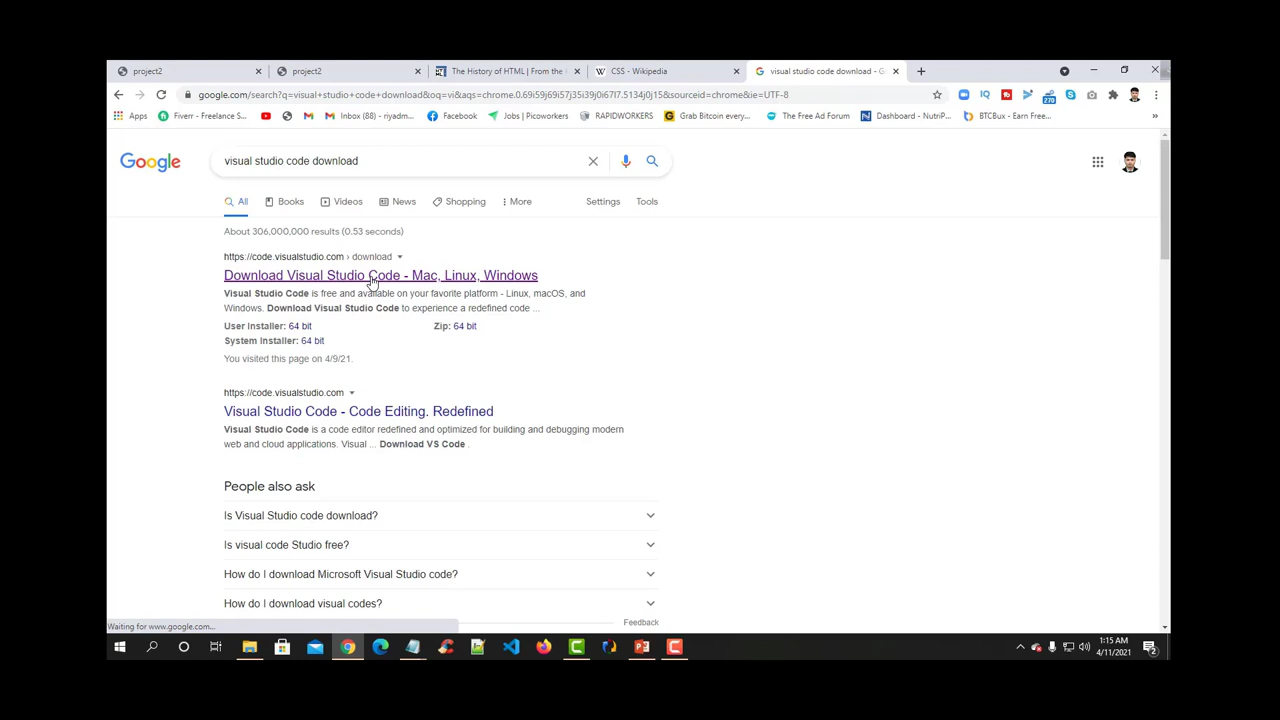 project2
project2
The History of HTML | From the
CSS - Wikipedia
visual studio code download - G
google.com/search?q=visual+studio+code+download&oq=vi&aqs=chrome.0.69i59j69i57j35i39j0i67l7.5134j0j15&sourceid=chrome&ie=UTF-8
270
Apps
Fiverr - Freelance S...
Inbox (88) - riyadm...
Facebook
Jobs | Picoworkers
RAPIDWORKERS
Grab Bitcoin every...
The Free Ad Forum
Dashboard - NutriP...
BTCBux - Earn Free...
Google
visual studio code download
All
Books
Videos
News
Shopping
More
Settings
Tools
About 306,000,000 results (0.53 seconds)
https://code.visualstudio.com › download
Download Visual Studio Code - Mac, Linux, Windows
Visual Studio Code is free and available on your favorite platform - Linux, macOS, and
Windows. Download Visual Studio Code to experience a redefined code ...
User Installer: 64 bit
Zip: 64 bit
System Installer: 64 bit
You visited this page on 4/9/21.
https://code.visualstudio.com
Visual Studio Code - Code Editing. Redefined
Visual Studio Code is a code editor redefined and optimized for building and debugging modern
web and cloud applications. Visual ... Download VS Code .
People also ask
Is Visual Studio code download?
Is visual code Studio free?
How do I download Microsoft Visual Studio code?
How do I download visual codes?
Feedback
Waiting for www.google.com...
1:15 AM
4/11/2021
2